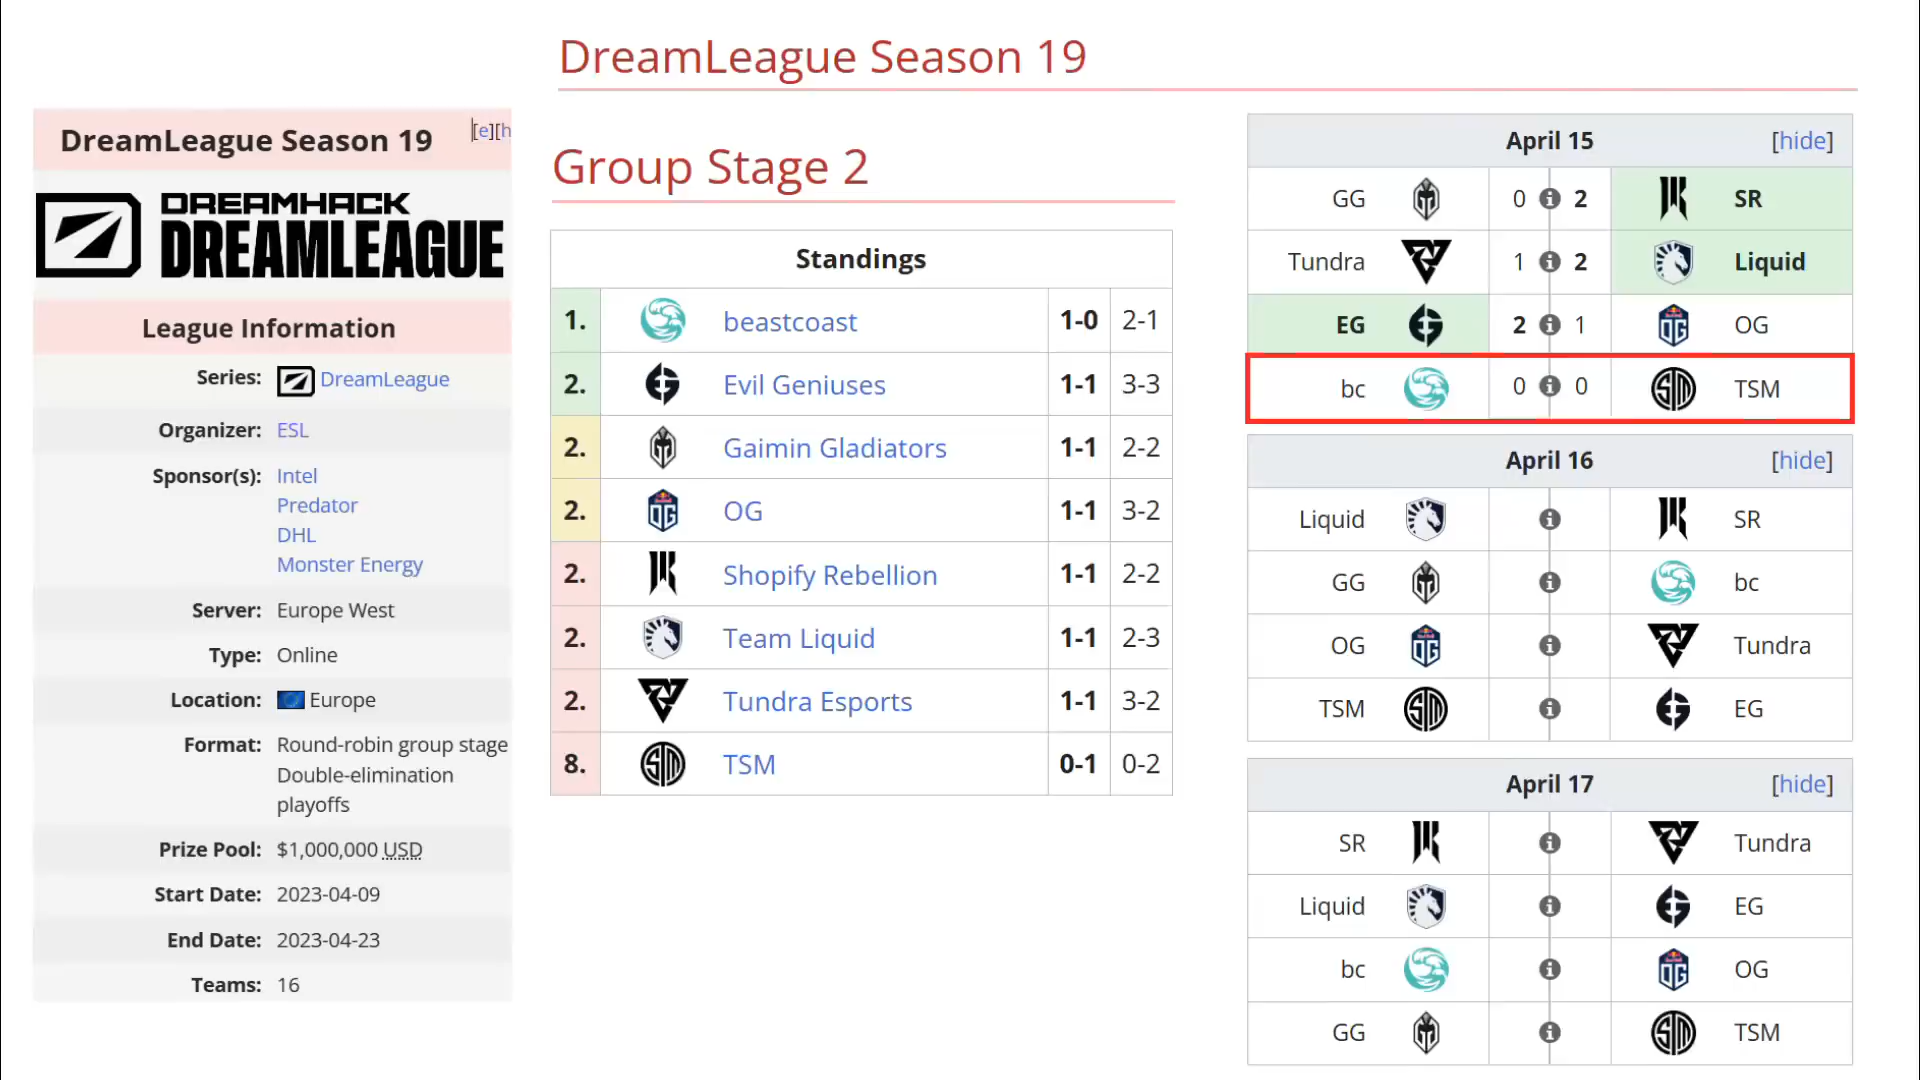 DreamLeague Season 19
DreamLeague Season 19
[e][h
DREAMHACK
DREAMLEAGUE
League Information
Series: DreamLeague
Organizer: ESL
Sponsor(s): Intel
Predator
DHL
Monster Energy
Server: Europe West
Type: Online
Location: Europe
Format: Round-robin group stage
Double-elimination
playoffs
Prize Pool: $1,000,000 USD
Start Date: 2023-04-09
End Date: 2023-04-23
Teams: 16
Group Stage 2
Standings
1. beastcoast 1-0 2-1
2. Evil Geniuses 1-1 3-3
2. Gaimin Gladiators 1-1 2-2
2. OG 1-1 3-2
2. Shopify Rebellion 1-1 2-2
2. Team Liquid 1-1 2-3
2. Tundra Esports 1-1 3-2
8. TSM 0-1 0-2
April 15 [hide]
GG 0 2 SR
Tundra 1 2 Liquid
EG 2 1 OG
bc 0 0 TSM
April 16 [hide]
Liquid SR
GG bc
OG Tundra
TSM EG
April 17 [hide]
SR Tundra
Liquid EG
bc OG
GG TSM